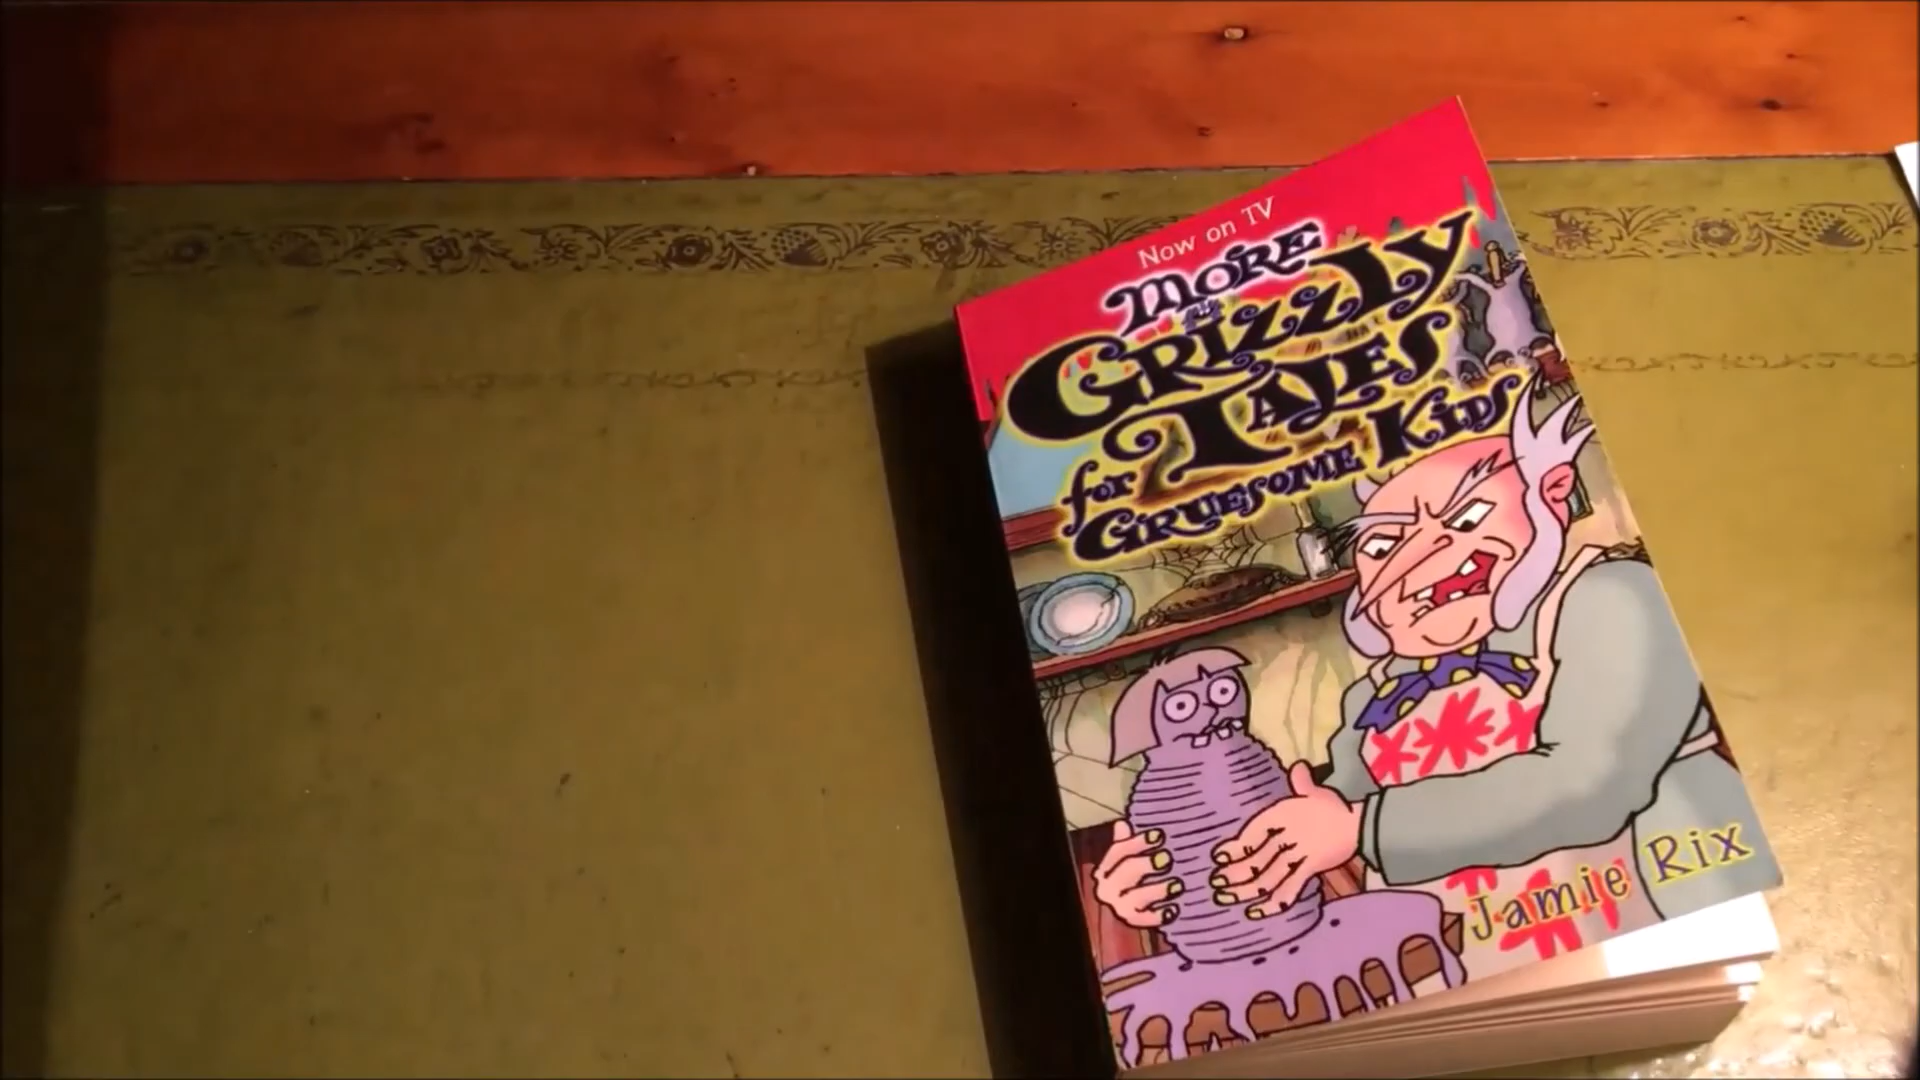 Now on TV
MORE
GRIZZLY
TALES
for
GRUESOME KIDS
Jamie Rix